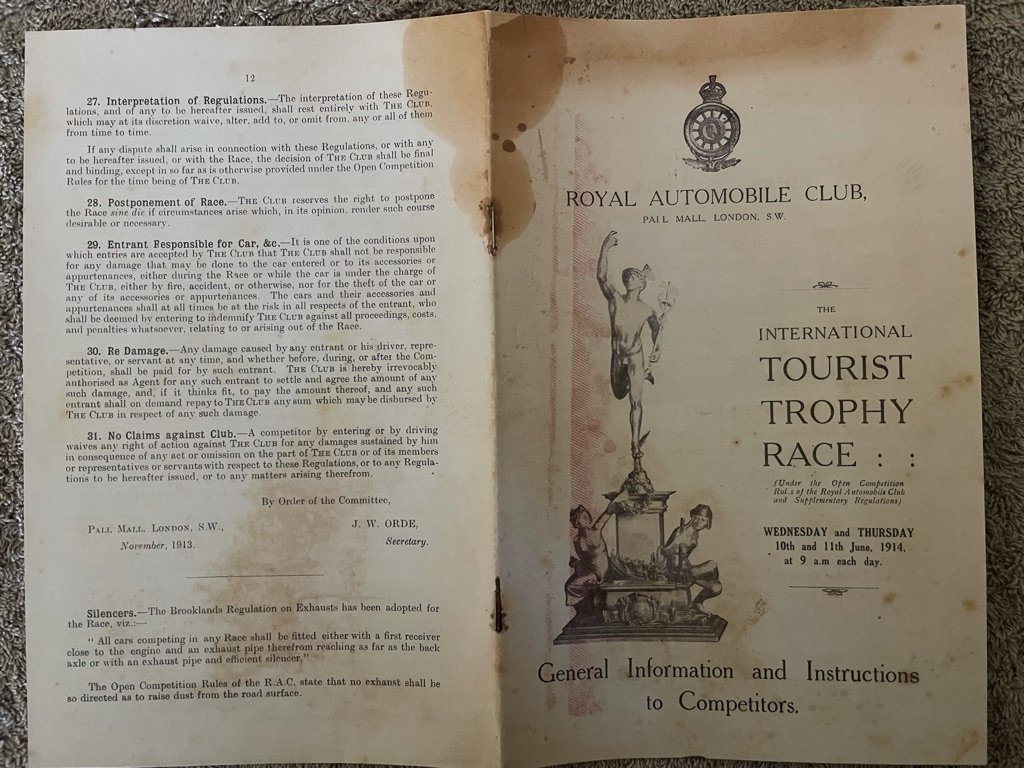 12
27. Interpretation of Regulations.—The interpretation of these Regu-
lations, and of any to be hereafter issued, shall rest entirely with THE CLUB,
which may at its discretion waive, alter, add to, or omit from, any or all of them
from time to time.
If any dispute shall arise in connection with these Regulations, or with any
to be hereafter issued, or with the Race, the decision of THE CLUB shall be final
and binding, except in so far as is otherwise provided under the Open Competition
Rules for the time being of THE CLUB.
28. Postponement of Race.—THE CLUB reserves the right to postpone
the Race sine die if circumstances arise which, in its opinion, render such course
desirable or necessary.
29. Entrant Responsible for Car, &c.—It is one of the conditions upon
which entries are accepted by THE CLUB that THE CLUB shall not be responsible
for any damage that may be done to the car entered or to its accessories or
appurtenances, either during the Race or while the car is under the charge of
THE CLUB, either by fire, accident, or otherwise, nor for the theft of the car or
any of its accessories or appurtenances. The cars and their accessories and
appurtenances shall at all times be at the risk in all respects of the entrant, who
shall be deemed by entering to indemnify THE CLUB against all proceedings, costs,
and penalties whatsoever, relating to or arising out of the Race.
30. Re Damage.—Any damage caused by any entrant or his driver, repre-
sentative, or servant at any time, and whether before, during, or after the Com-
petition, shall be paid for by such entrant. THE CLUB is hereby irrevocably
authorised as Agent for any such entrant to settle and agree the amount of any
such damage, and, if it thinks fit, to pay the amount thereof, and any such
entrant shall on demand repay to THE CLUB any sum which may be disbursed by
THE CLUB in respect of any such damage.
31. No Claims against Club.—A competitor by entering or by driving
waives any right of action against THE CLUB for any damages sustained by him
in consequence of any act or omission on the part of THE CLUB or of its members
or representatives or servants with respect to these Regulations, or to any Regula-
tions to be hereafter issued, or to any matters arising therefrom.
By Order of the Committee,
PALL MALL, LONDON, S.W., J. W. ORDE,
November, 1913. Secretary.
Silencers.—The Brooklands Regulation on Exhausts has been adopted for
the Race, viz.:—
" All cars competing in any Race shall be fitted either with a first receiver
close to the engine and an exhaust pipe therefrom reaching as far as the back
axle or with an exhaust pipe and efficient silencer."
The Open Competition Rules of the R.A.C. state that no exhaust shall be
so directed as to raise dust from the road surface.
ROYAL AUTOMOBILE CLUB,
PALL MALL, LONDON, S.W.
THE
INTERNATIONAL
TOURIST
TROPHY
RACE : :
(Under the Open Competition
Rules of the Royal Automobile Club
and Supplementary Regulations)
WEDNESDAY and THURSDAY
10th and 11th June, 1914,
at 9 a.m each day.
General Information and Instructions
to Competitors.